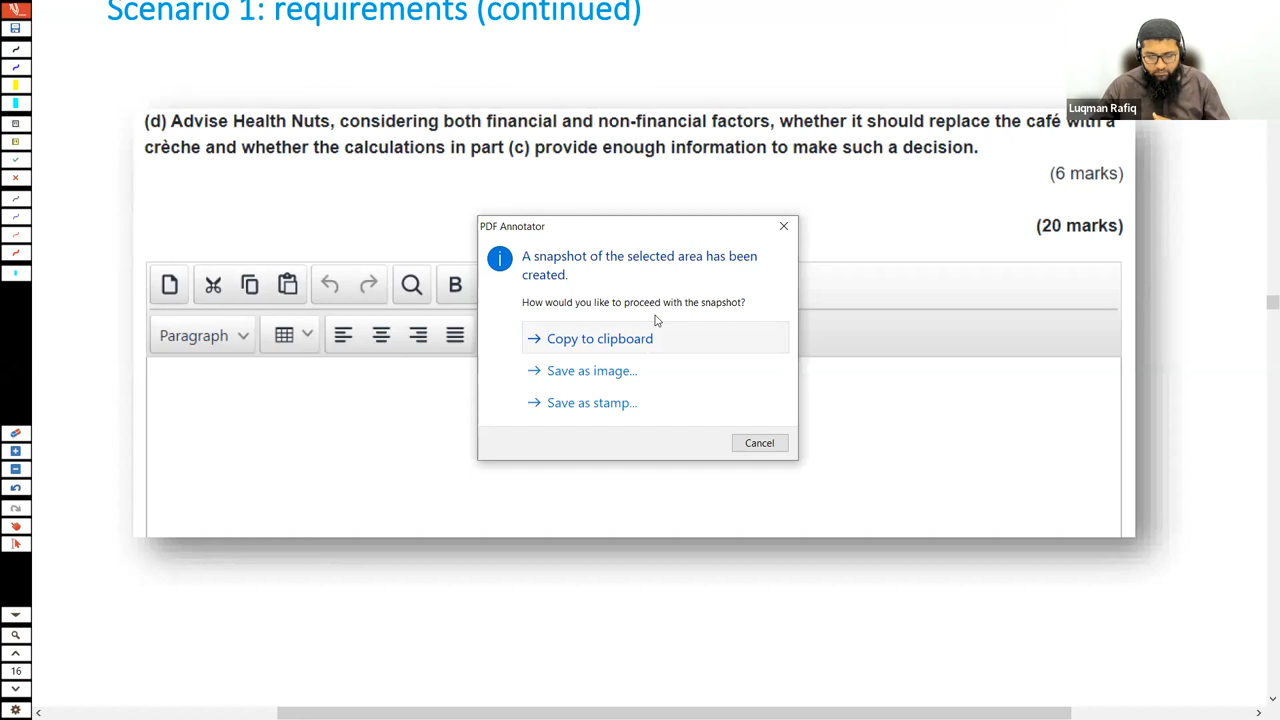 Scenario 1: requirements (continued)
Luqman Rafiq
(d) Advise Health Nuts, considering both financial and non-financial factors, whether it should replace the café with a
crèche and whether the calculations in part (c) provide enough information to make such a decision.
(6 marks)
(20 marks)
PDF Annotator
A snapshot of the selected area has been
created.
How would you like to proceed with the snapshot?
Copy to clipboard
Save as image...
Save as stamp...
Cancel
B
Paragraph
16